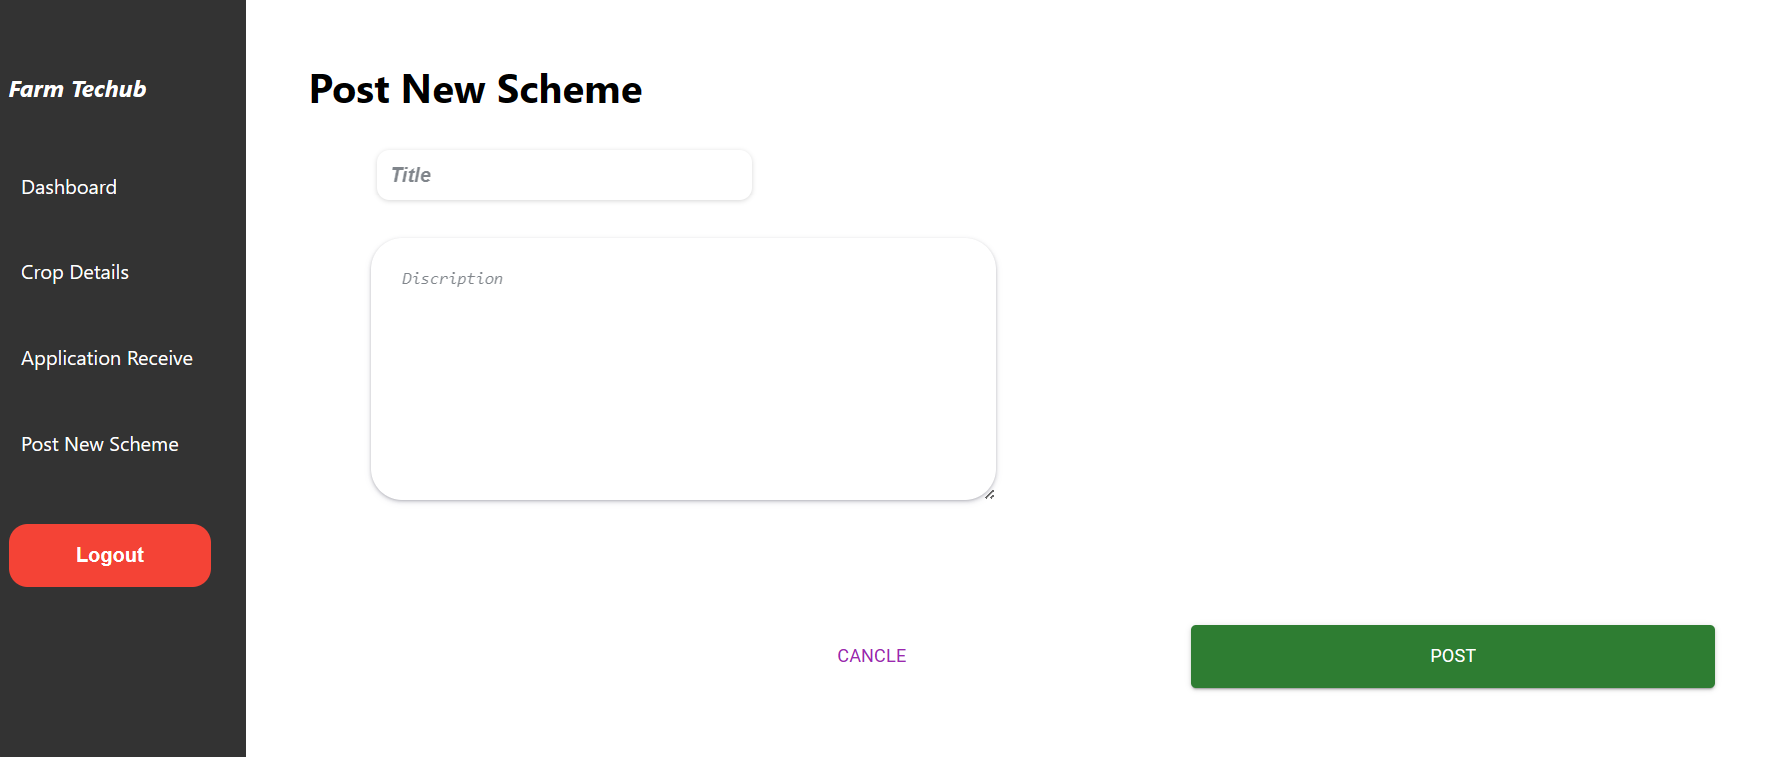 Farm Techub
Dashboard
Crop Details
Application Receive
Post New Scheme
Logout
Post New Scheme
Title
Discription
CANCLE
POST